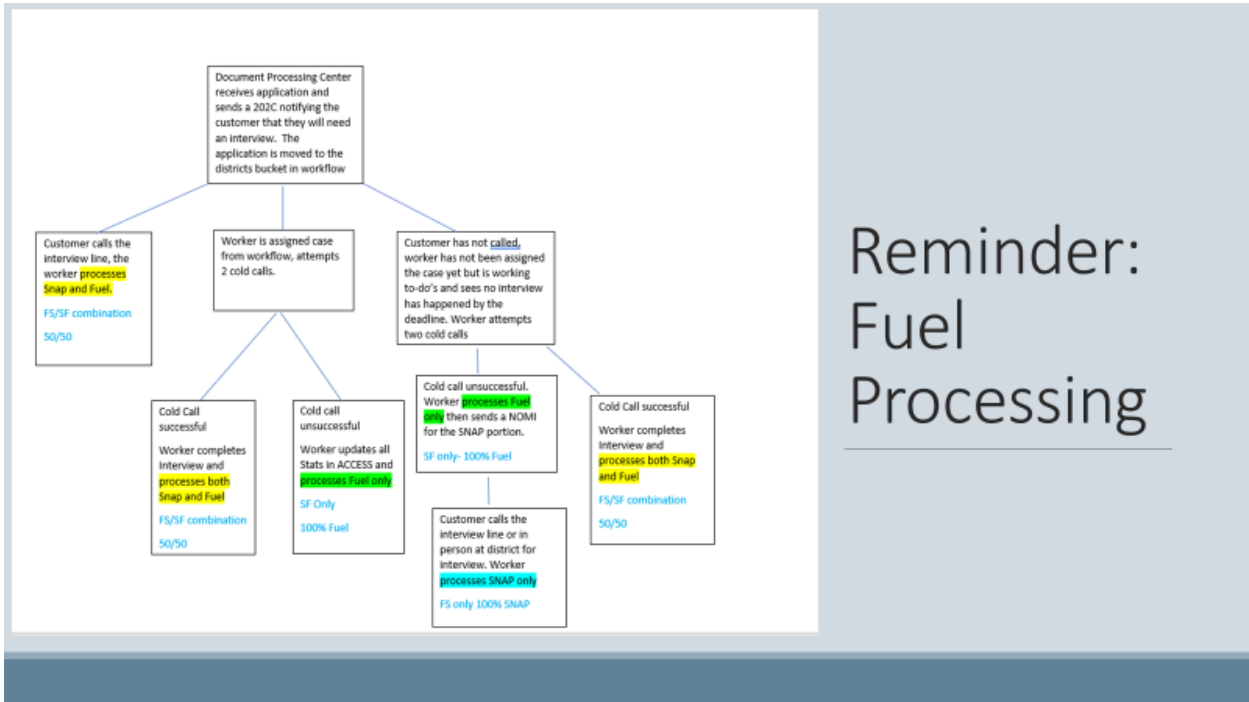 Document Processing Center
receives application and
sends a 202C notifying the
customer that they will need
an interview. The
application is moved to the
districts bucket in workflow
Customer calls the
interview line, the
worker processes
Snap and Fuel.
FS/SF combination
50/50
Worker is assigned case
from workflow, attempts
2 cold calls.
Customer has not called,
worker has not been assigned
the case yet but is working
to-do's and sees no interview
has happened by the
deadline. Worker attempts
two cold calls
Cold Call
successful
Worker completes
Interview and
processes both
Snap and Fuel
FS/SF combination
50/50
Cold call
unsuccessful
Worker updates all
Stats in ACCESS and
processes Fuel only
SF Only
100% Fuel
Cold call unsuccessful.
Worker processes Fuel
only then sends a NOMI
for the SNAP portion.
SF only- 100% Fuel
Cold Call successful
Worker completes
Interview and
processes both Snap
and Fuel
FS/SF combination
50/50
Customer calls the
interview line or in
person at district for
interview. Worker
processes SNAP only
FS only 100% SNAP
Reminder:
Fuel
Processing